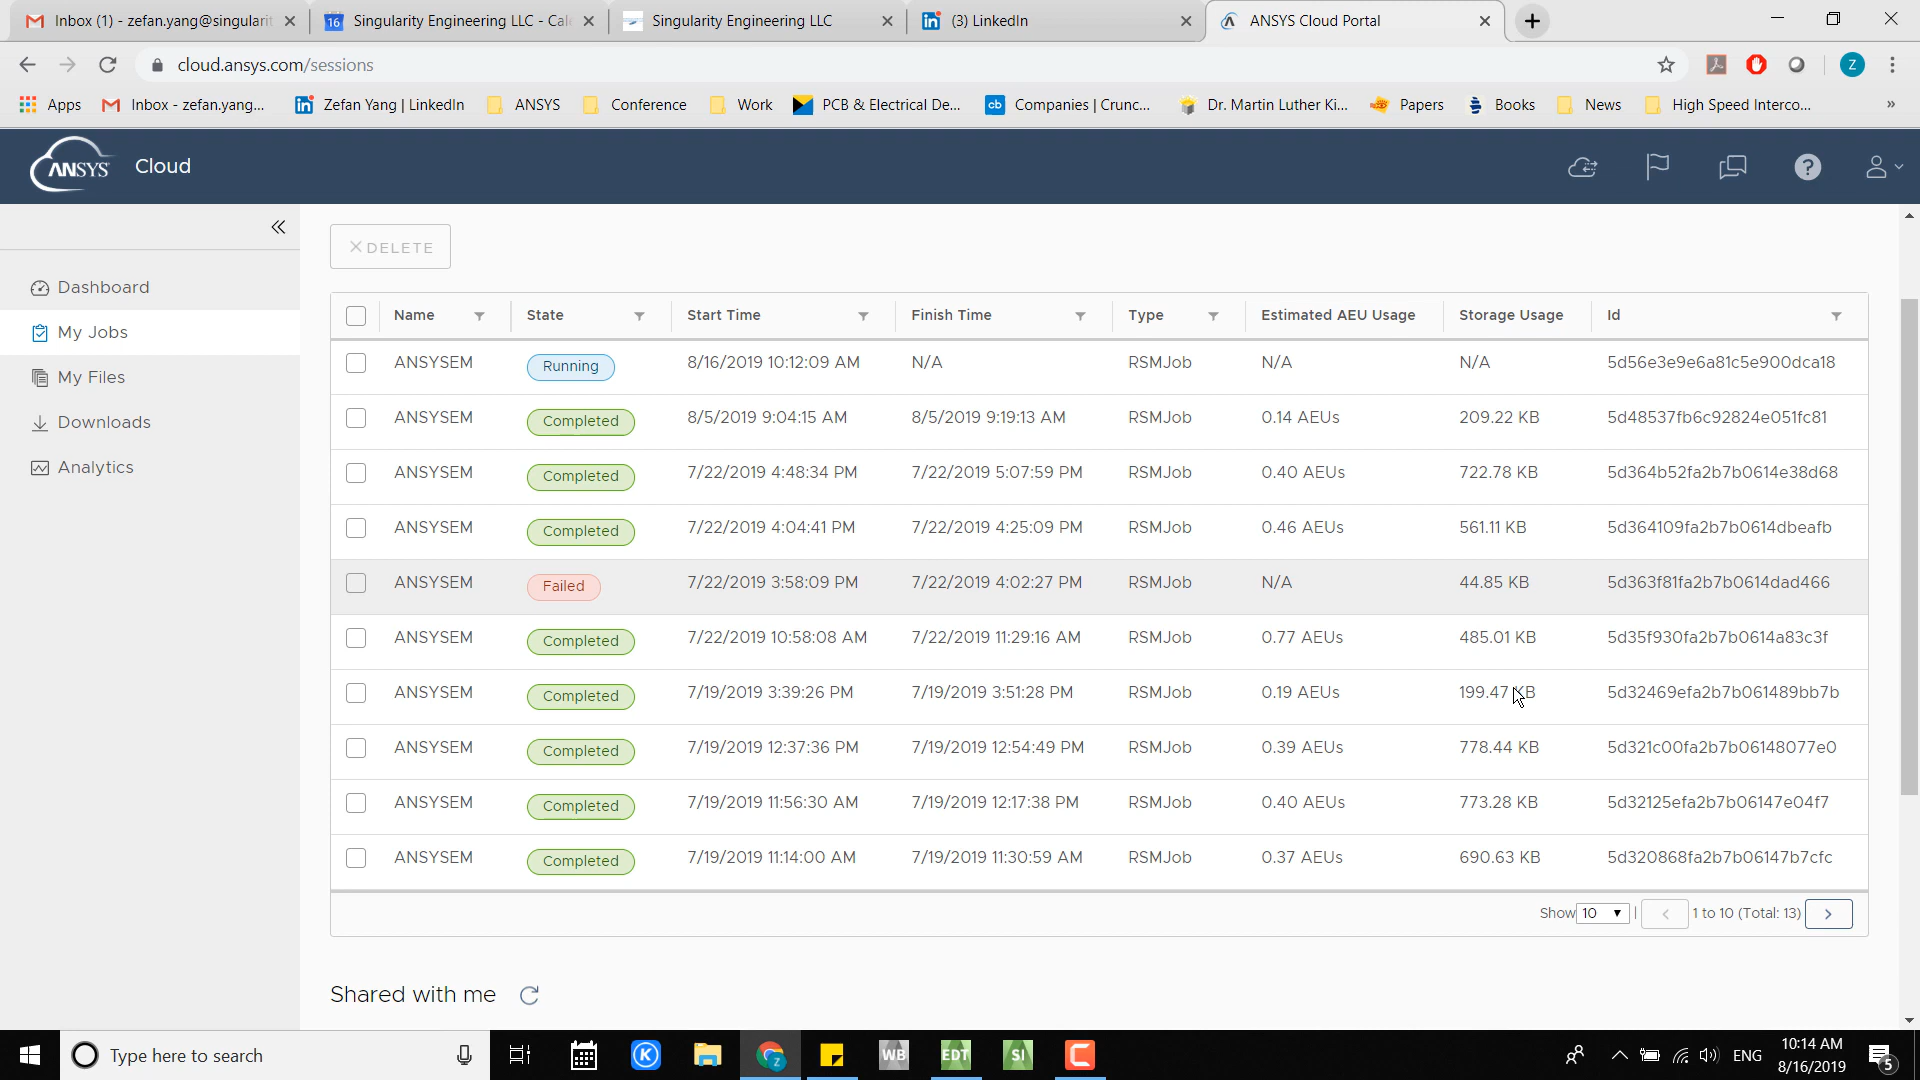 Inbox (1) - zefan.yang@singularit
Singularity Engineering LLC - Cal
Singularity Engineering LLC
(3) LinkedIn
ANSYS Cloud Portal
cloud.ansys.com/sessions
Z
Apps
Inbox - zefan.yang...
Zefan Yang | LinkedIn
ANSYS
Conference
Work
PCB & Electrical De...
Companies | Crunc...
Dr. Martin Luther Ki...
Papers
Books
News
High Speed Interco...
ANSYS Cloud
DELETE
Dashboard
My Jobs
My Files
Downloads
Analytics
Name State Start Time Finish Time Type Estimated AEU Usage Storage Usage Id
ANSYSEM Running 8/16/2019 10:12:09 AM N/A RSMJob N/A N/A 5d56e3e9e6a81c5e900dca18
ANSYSEM Completed 8/5/2019 9:04:15 AM 8/5/2019 9:19:13 AM RSMJob 0.14 AEUs 209.22 KB 5d48537fb6c92824e051fc81
ANSYSEM Completed 7/22/2019 4:48:34 PM 7/22/2019 5:07:59 PM RSMJob 0.40 AEUs 722.78 KB 5d364b52fa2b7b0614e38d68
ANSYSEM Completed 7/22/2019 4:04:41 PM 7/22/2019 4:25:09 PM RSMJob 0.46 AEUs 561.11 KB 5d364109fa2b7b0614dbeafb
ANSYSEM Failed 7/22/2019 3:58:09 PM 7/22/2019 4:02:27 PM RSMJob N/A 44.85 KB 5d363f81fa2b7b0614dad466
ANSYSEM Completed 7/22/2019 10:58:08 AM 7/22/2019 11:29:16 AM RSMJob 0.77 AEUs 485.01 KB 5d35f930fa2b7b0614a83c3f
ANSYSEM Completed 7/19/2019 3:39:26 PM 7/19/2019 3:51:28 PM RSMJob 0.19 AEUs 199.47 KB 5d32469efa2b7b061489bb7b
ANSYSEM Completed 7/19/2019 12:37:36 PM 7/19/2019 12:54:49 PM RSMJob 0.39 AEUs 778.44 KB 5d321c00fa2b7b06148077e0
ANSYSEM Completed 7/19/2019 11:56:30 AM 7/19/2019 12:17:38 PM RSMJob 0.40 AEUs 773.28 KB 5d32125efa2b7b06147e04f7
ANSYSEM Completed 7/19/2019 11:14:00 AM 7/19/2019 11:30:59 AM RSMJob 0.37 AEUs 690.63 KB 5d320868fa2b7b06147b7cfc
Show 10 | 1 to 10 (Total: 13)
Shared with me
Type here to search
WB
EDT
SI
ENG
10:14 AM
8/16/2019
5